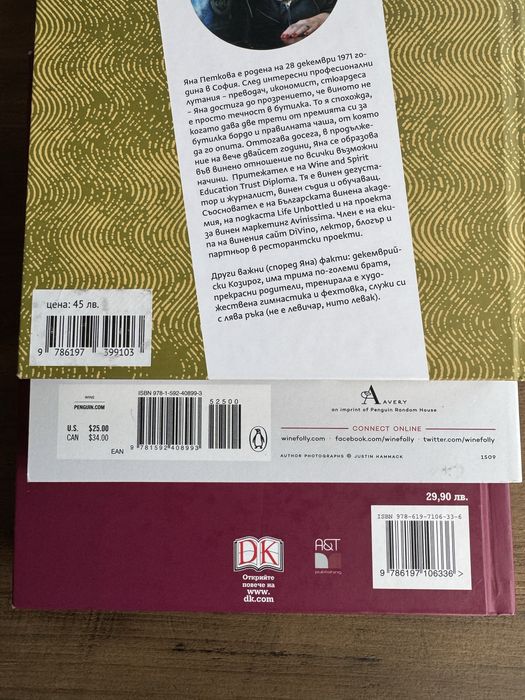 Яна Петкова е родена на 28 декември 1971 го-
дина в София. След интересни професионални
лутания – преводач, икономист, стюардеса
– Яна достига до прозрението, че виното не
е просто течност в бутилка. То я спохожда,
когато дава две трети от премията си за
бутилка бордо и правилната чаша, от която
да го опита. Оттогава досега, в продълже-
ние на вече двайсет години, Яна се образова
във винено отношение по всички възможни
начини. Притежател е на Wine and Spirit
Education Trust Diploma. Тя е винен дегуста-
тор и журналист, винен съдия и обучаващ.
Съосновател е на Българската винена акаде-
мия, на подкаста Life Unbottled и на проекта
за винен маркетинг Avinissima. Член е на еки-
па на винения сайт DiVino, лектор, блогър и
партньор в ресторантски проекти.
Други важни (според Яна) факти: декемврий-
ски Козирог, има трима по-големи братя,
прекрасни родители, тренирала е худо-
жествена гимнастика и фехтовка, служи си
с лява ръка (не е левичар, нито левак).
цена: 45 лв.
9 786197 399103
WINE
PENGUIN.COM
U.S. $25.00
CAN $34.00
EAN
ISBN 978-1-592-40899-3
52500
9 781592 408993
AVERY
an imprint of Penguin Random House
CONNECT ONLINE
winefolly.com · facebook.com/winefolly · twitter.com/winefolly
AUTHOR PHOTOGRAPHS © JUSTIN HAMMACK
1509
29,90 лв.
ISBN 978-619-7106-33-6
9 786197 106336 >
DK
Открийте
повече на
www.
dk.com
A&T
publishing